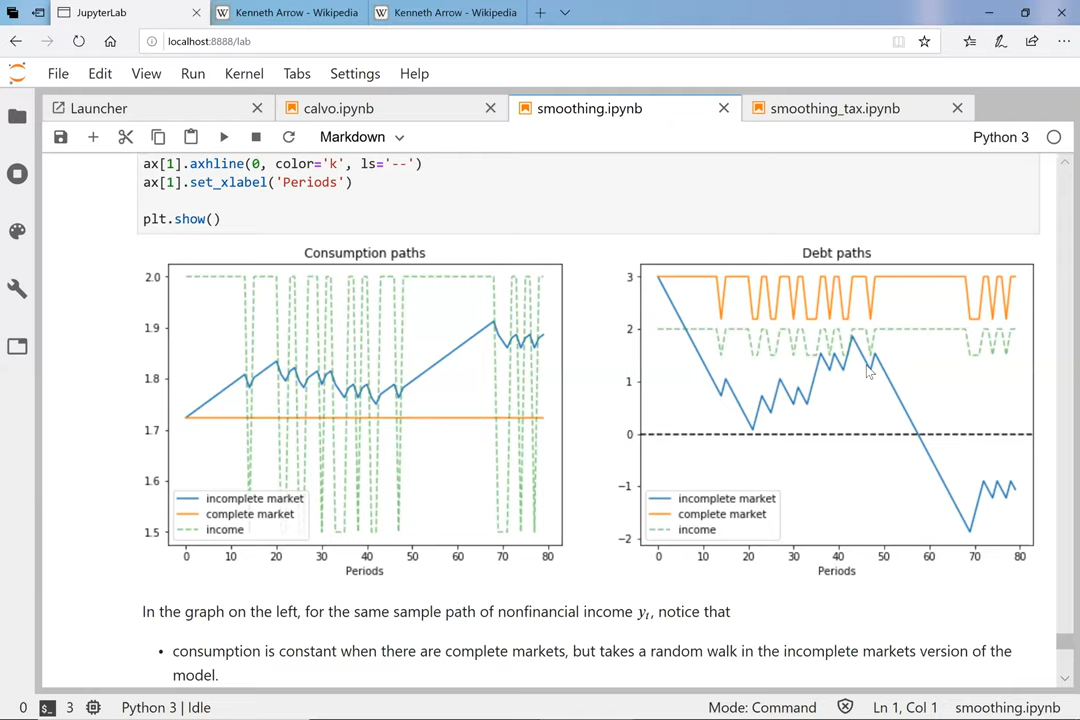 JupyterLab
Kenneth Arrow - Wikipedia
Kenneth Arrow - Wikipedia
localhost:8888/lab
File Edit View Run Kernel Tabs Settings Help
Launcher
calvo.ipynb
smoothing.ipynb
smoothing_tax.ipynb
Markdown
Python 3
ax[1].axhline(0, color='k', ls='--')
ax[1].set_xlabel('Periods')
plt.show()
Consumption paths
2.0
1.9
1.8
1.7
1.6
1.5
incomplete market
complete market
income
0 10 20 30 40 50 60 70 80
Periods
Debt paths
3
2
1
0
−1
−2
incomplete market
complete market
income
0 10 20 30 40 50 60 70 80
Periods
In the graph on the left, for the same sample path of nonfinancial income yₜ, notice that
• consumption is constant when there are complete markets, but takes a random walk in the incomplete markets version of the
model.
0 $_ 3 Python 3 | Idle Mode: Command Ln 1, Col 1 smoothing.ipynb